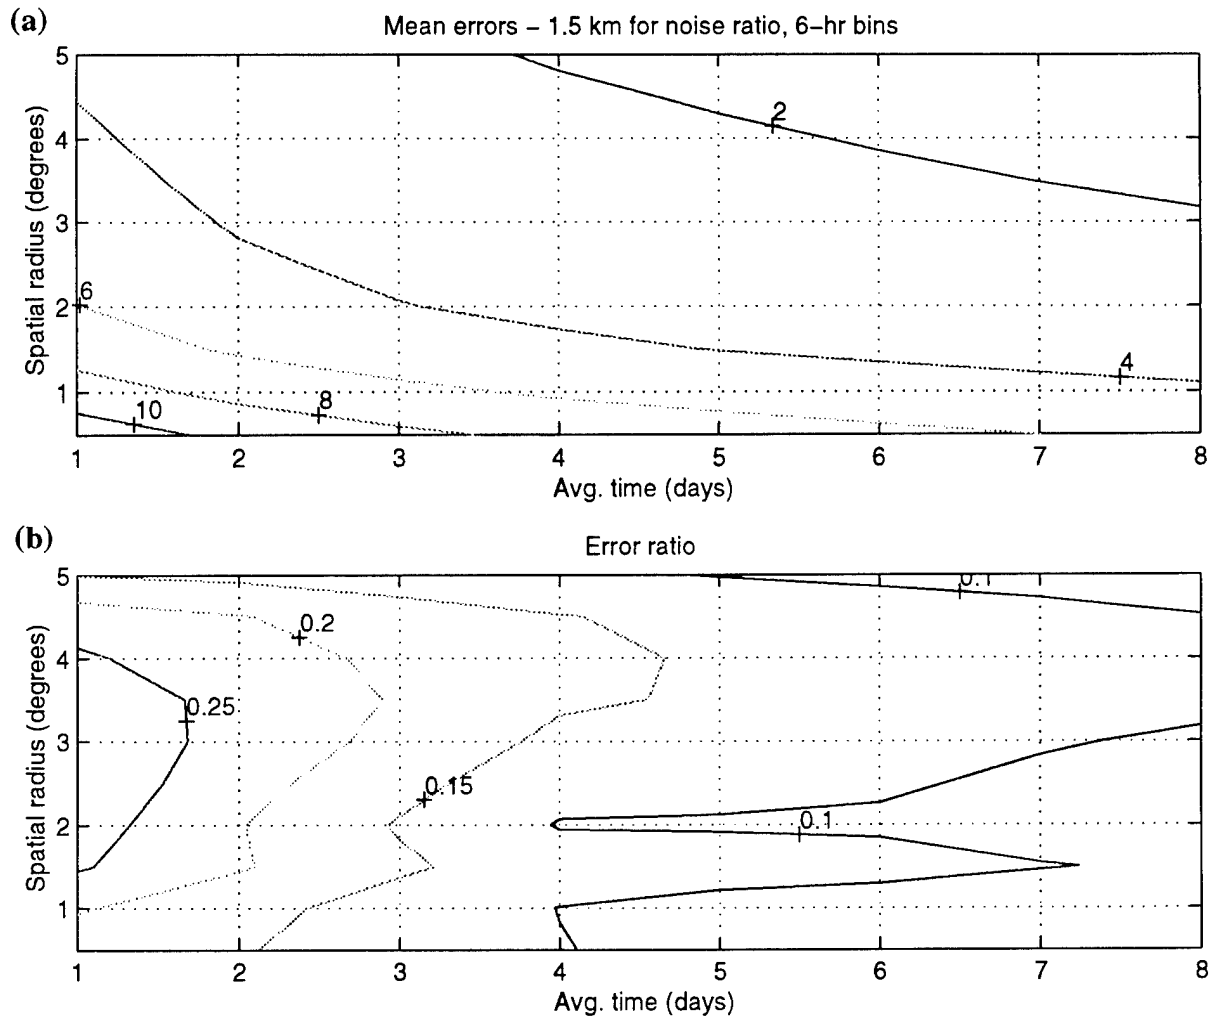 (a)
Mean errors – 1.5 km for noise ratio, 6–hr bins
Spatial radius (degrees)
5
4
3
2
1
2
4
6
8
10
1 2 3 4 5 6 7 8
Avg. time (days)
(b)
Error ratio
Spatial radius (degrees)
5
4
3
2
1
0.1
0.2
0.25
0.15
0.1
1 2 3 4 5 6 7 8
Avg. time (days)